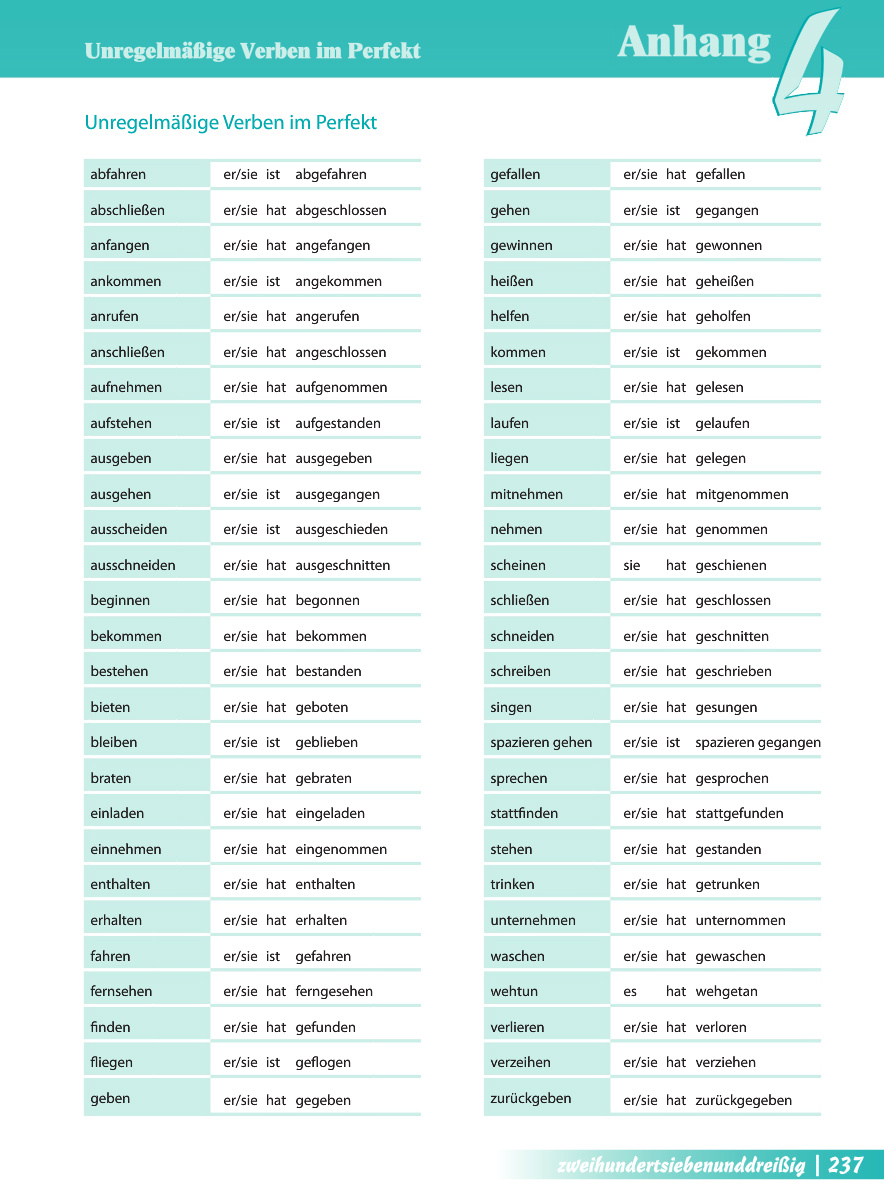 Unregelmäßige Verben im Perfekt
Anhang 4
Unregelmäßige Verben im Perfekt
abfahren er/sie ist abgefahren
abschließen er/sie hat abgeschlossen
anfangen er/sie hat angefangen
ankommen er/sie ist angekommen
anrufen er/sie hat angerufen
anschließen er/sie hat angeschlossen
aufnehmen er/sie hat aufgenommen
aufstehen er/sie ist aufgestanden
ausgeben er/sie hat ausgegeben
ausgehen er/sie ist ausgegangen
ausscheiden er/sie ist ausgeschieden
ausschneiden er/sie hat ausgeschnitten
beginnen er/sie hat begonnen
bekommen er/sie hat bekommen
bestehen er/sie hat bestanden
bieten er/sie hat geboten
bleiben er/sie ist geblieben
braten er/sie hat gebraten
einladen er/sie hat eingeladen
einnehmen er/sie hat eingenommen
enthalten er/sie hat enthalten
erhalten er/sie hat erhalten
fahren er/sie ist gefahren
fernsehen er/sie hat ferngesehen
finden er/sie hat gefunden
fliegen er/sie ist geflogen
geben er/sie hat gegeben
gefallen er/sie hat gefallen
gehen er/sie ist gegangen
gewinnen er/sie hat gewonnen
heißen er/sie hat geheißen
helfen er/sie hat geholfen
kommen er/sie ist gekommen
lesen er/sie hat gelesen
laufen er/sie ist gelaufen
liegen er/sie hat gelegen
mitnehmen er/sie hat mitgenommen
nehmen er/sie hat genommen
scheinen sie hat geschienen
schließen er/sie hat geschlossen
schneiden er/sie hat geschnitten
schreiben er/sie hat geschrieben
singen er/sie hat gesungen
spazieren gehen er/sie ist spazieren gegangen
sprechen er/sie hat gesprochen
stattfinden er/sie hat stattgefunden
stehen er/sie hat gestanden
trinken er/sie hat getrunken
unternehmen er/sie hat unternommen
waschen er/sie hat gewaschen
wehtun es hat wehgetan
verlieren er/sie hat verloren
verzeihen er/sie hat verziehen
zurückgeben er/sie hat zurückgegeben
zweihundertsiebenunddreißig | 237